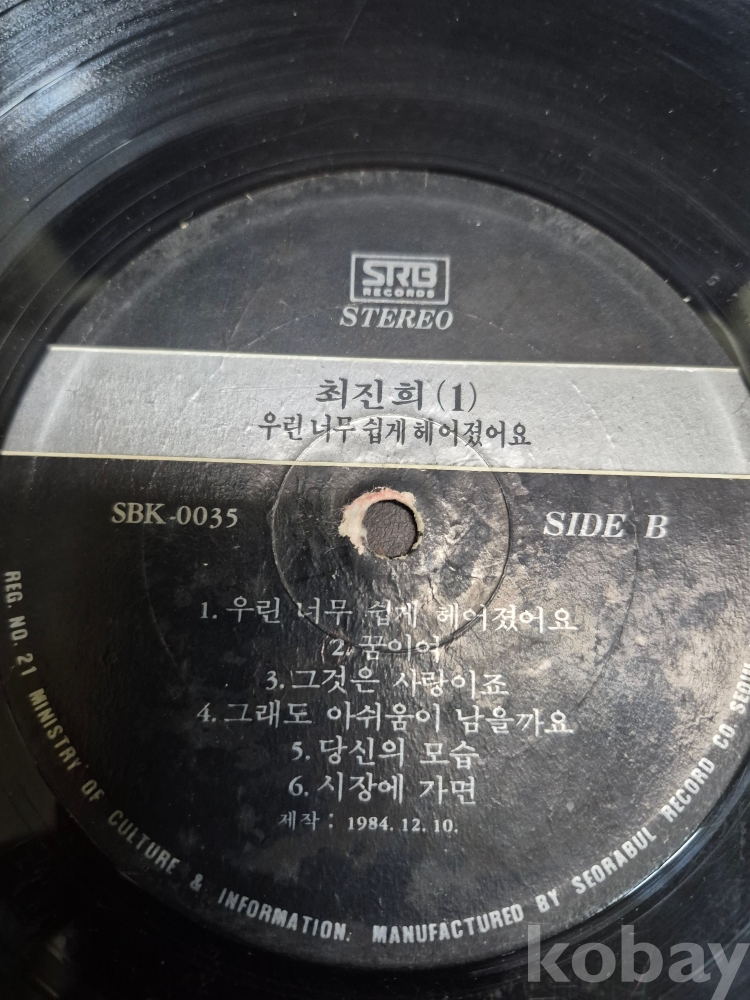 SRB
RECORDS
STEREO
최진희(1)
우린 너무 쉽게 헤어졌어요
SBK-0035
SIDE B
1. 우린 너무 쉽게 헤어졌어요
2. 꿈이여
3. 그것은 사랑이죠
4. 그래도 아쉬움이 남을까요
5. 당신의 모습
6. 시장에 가면
제작 : 1984. 12. 10.
REG. NO. 21 MINISTRY OF CULTURE & INFORMATION. MANUFACTURED BY SEORABUL RECORD CO.
kobay